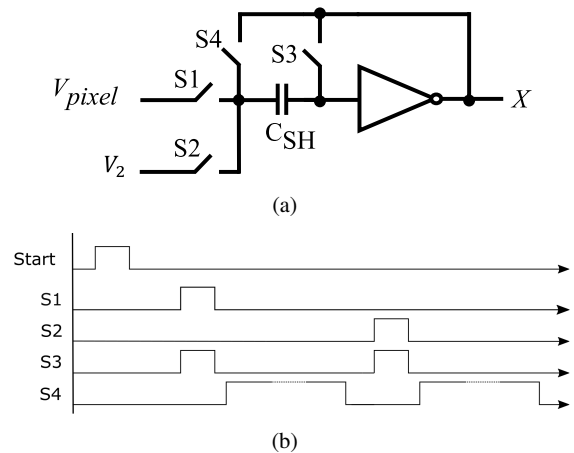 S4
S3
V_pixel
S1
X
C_SH
V_2
S2
(a)
Start
S1
S2
S3
S4
(b)